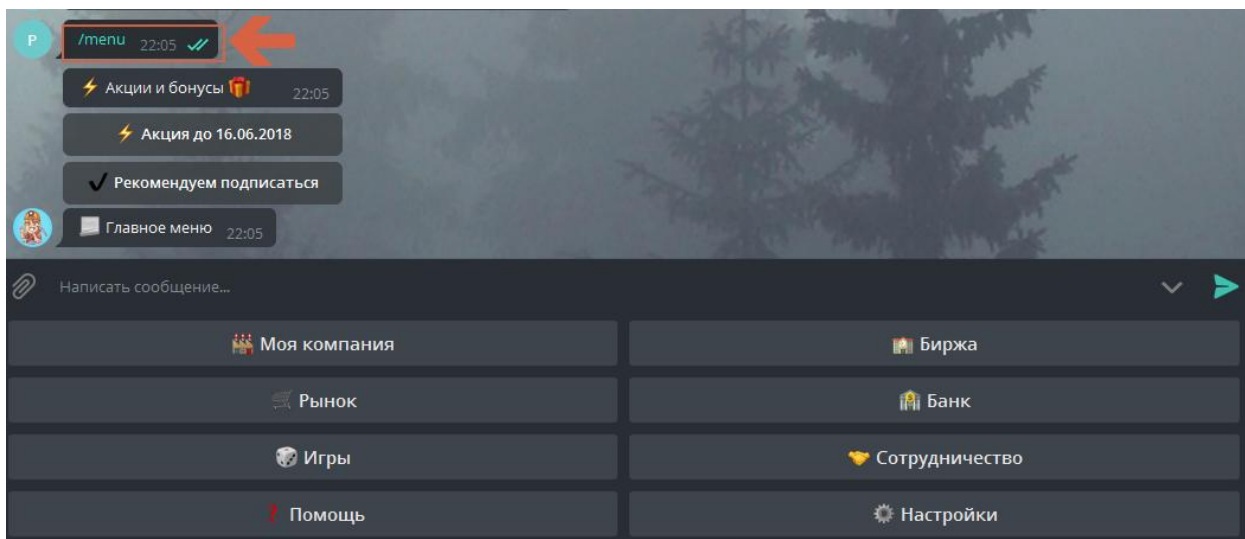 P
/menu 22:05
⚡ Акции и бонусы 🎁 22:05
⚡ Акция до 16.06.2018
✔ Рекомендуем подписаться
Главное меню 22:05
Написать сообщение...
Моя компания
Биржа
Рынок
Банк
Игры
Сотрудничество
❓ Помощь
Настройки